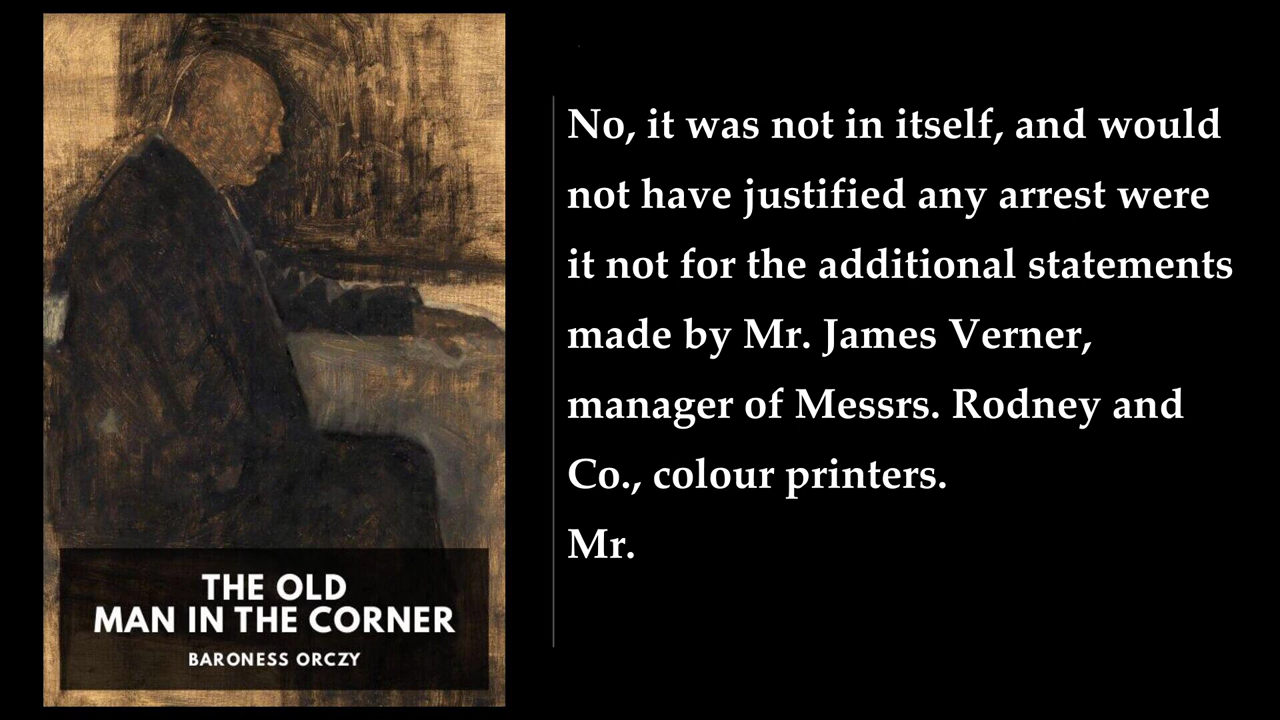 THE OLD
MAN IN THE CORNER
BARONESS ORCZY
No, it was not in itself, and would
not have justified any arrest were
it not for the additional statements
made by Mr. James Verner,
manager of Messrs. Rodney and
Co., colour printers.
Mr.